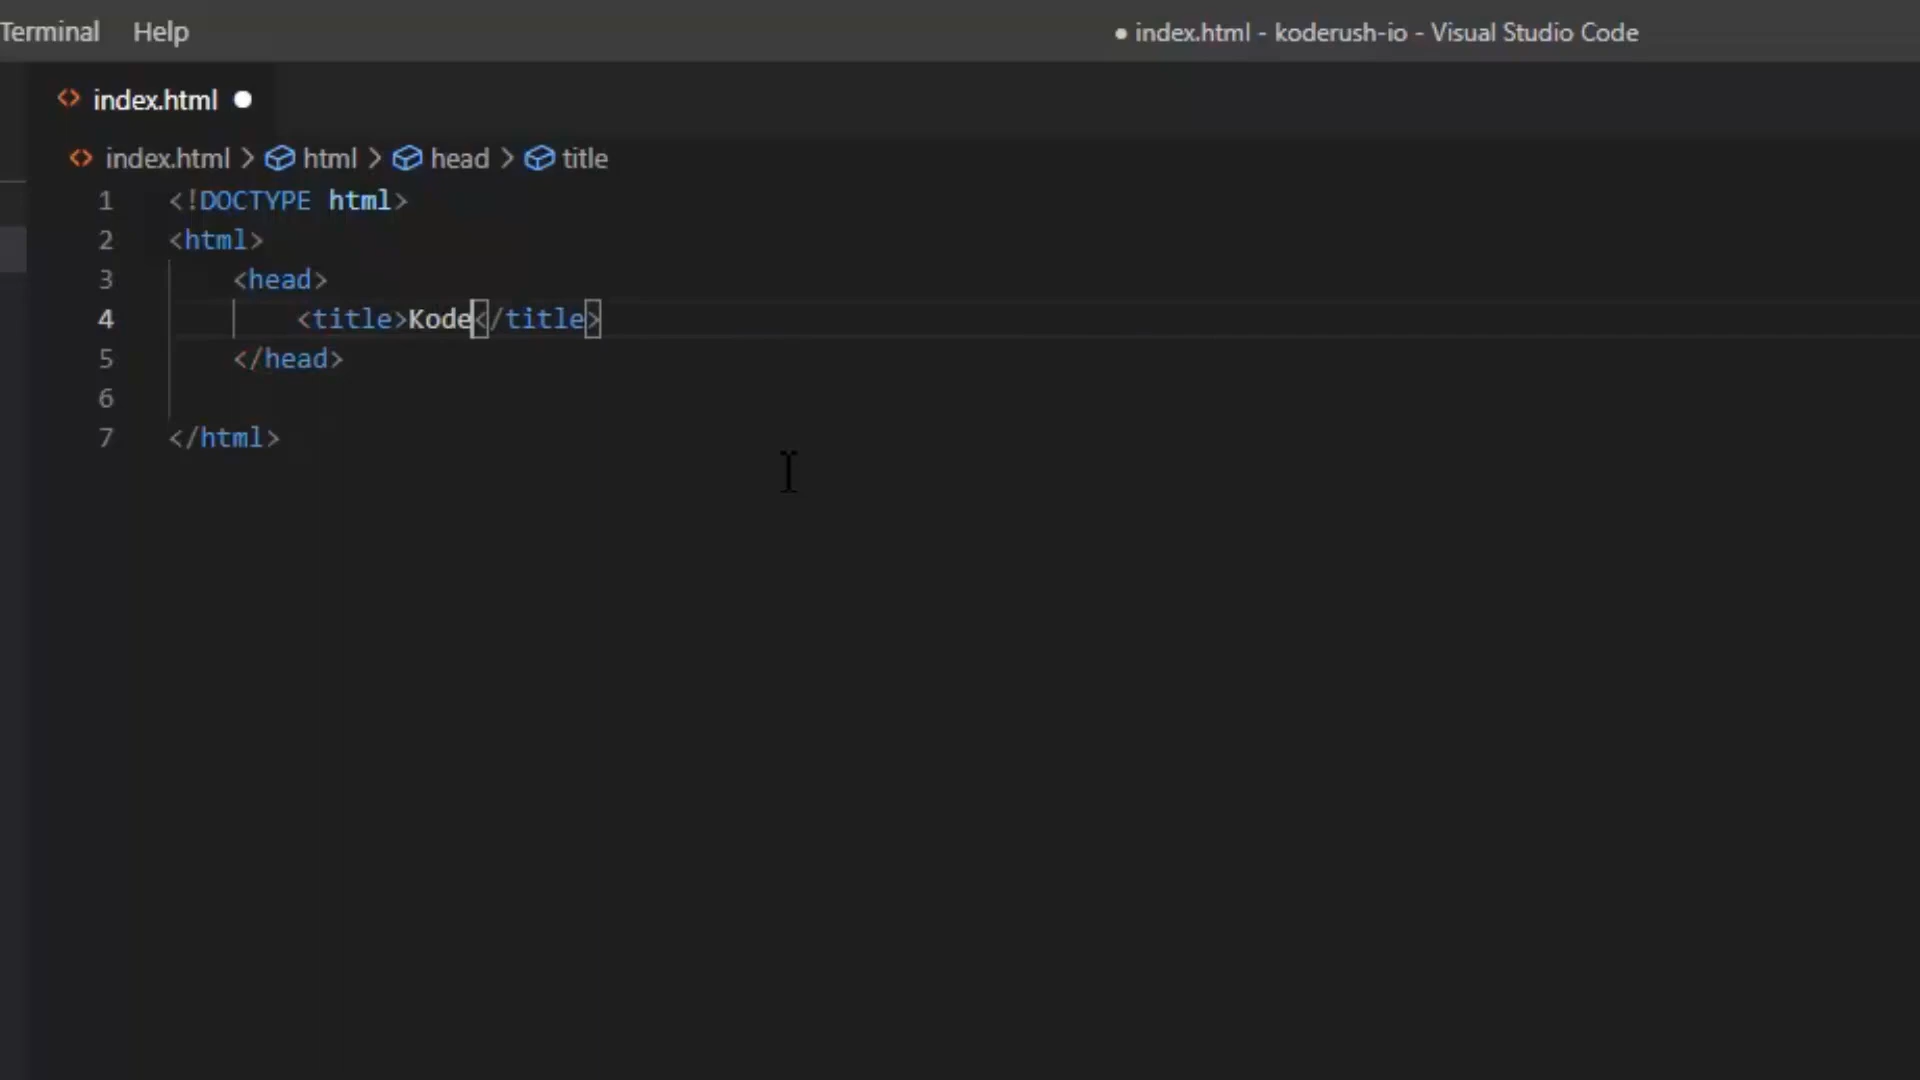 Terminal Help ● index.html - koderush-io - Visual Studio Code
<> index.html ●
<> index.html > html > head > title
1 <!DOCTYPE html>
2 <html>
3 <head>
4 <title>Kode</title>
5 </head>
6
7 </html>